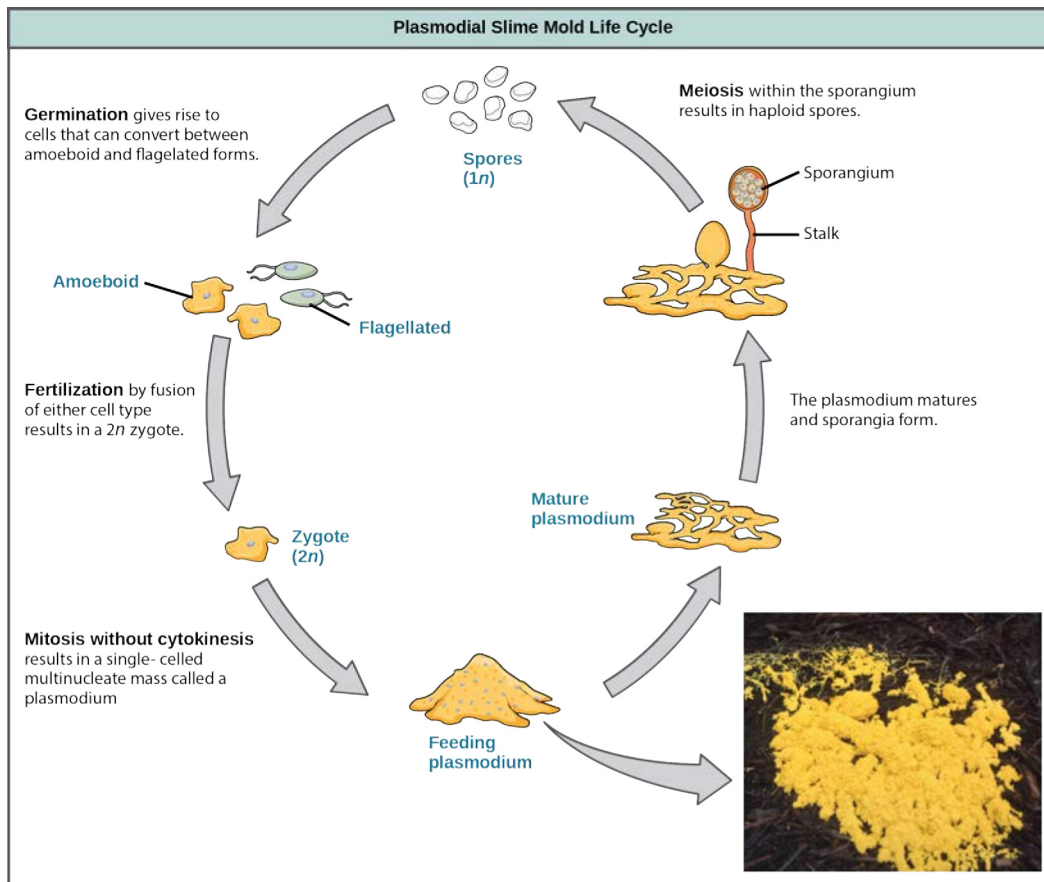 Plasmodial Slime Mold Life Cycle
Germination gives rise to
cells that can convert between
amoeboid and flagelated forms.
Spores
(1n)
Meiosis within the sporangium
results in haploid spores.
Sporangium
Stalk
Amoeboid
Flagellated
Fertilization by fusion
of either cell type
results in a 2n zygote.
The plasmodium matures
and sporangia form.
Mature
plasmodium
Zygote
(2n)
Mitosis without cytokinesis
results in a single- celled
multinucleate mass called a
plasmodium
Feeding
plasmodium